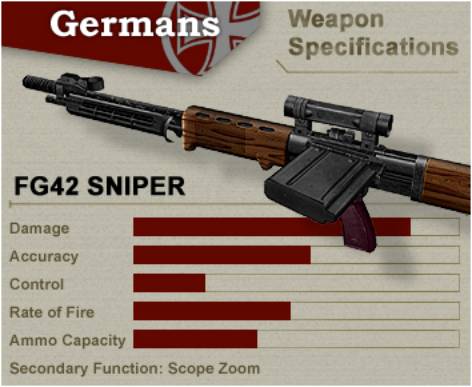 Germans
Weapon
Specifications
FG42 SNIPER
Damage
Accuracy
Control
Rate of Fire
Ammo Capacity
Secondary Function: Scope Zoom